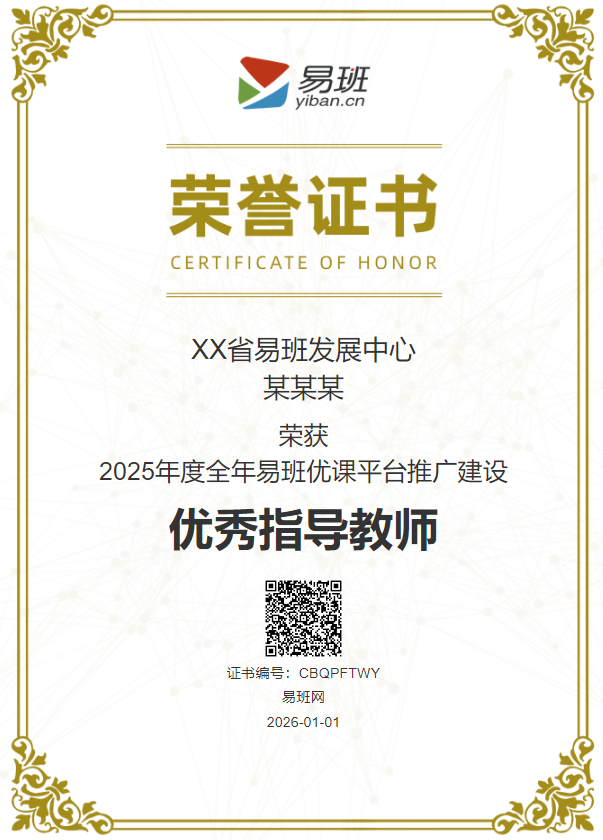 易班
yiban.cn
荣誉证书
CERTIFICATE OF HONOR
XX省易班发展中心
某某某
荣获
2025年度全年易班优课平台推广建设
优秀指导教师
证书编号：CBQPFTWY
易班网
2026-01-01